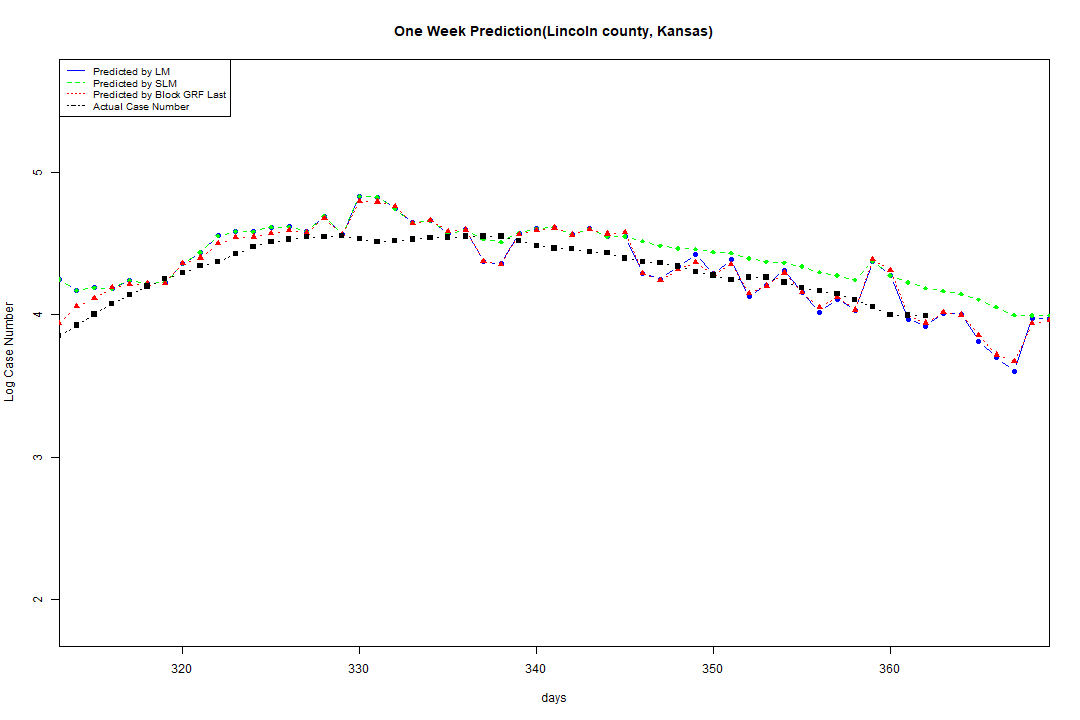 One Week Prediction(Lincoln county, Kansas)
Predicted by LM
Predicted by SLM
Predicted by Block GRF Last
Actual Case Number
5
4
3
2
Log Case Number
320 330 340 350 360
days